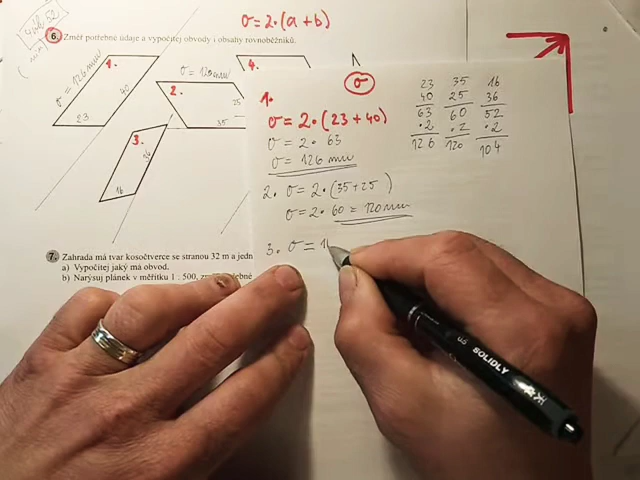 σ = 2·(a + b)
6. Změř potřebné údaje a vypočítej obvody i obsahy rovnoběžníků.
(min)
σ = 126 mm
1.
40
23
σ = 120 mm
2.
25
35
4.
3.
36
16
σ
1.
σ = 2·(23 + 40)
σ = 2 · 63
σ = 126 mm
2. σ = 2·(35+25)
σ = 2· 60 = 120 mm
3. σ = 1
23 35 16
40 25 36
63 60 52
·2 ·2 ·2
126 120 104
7. Zahrada má tvar kosočtverce se stranou 32 m a jedn
a) Vypočítej jaký má obvod.
b) Narýsuj plánek v měřítku 1 : 500,
0.5 SOLIDLY